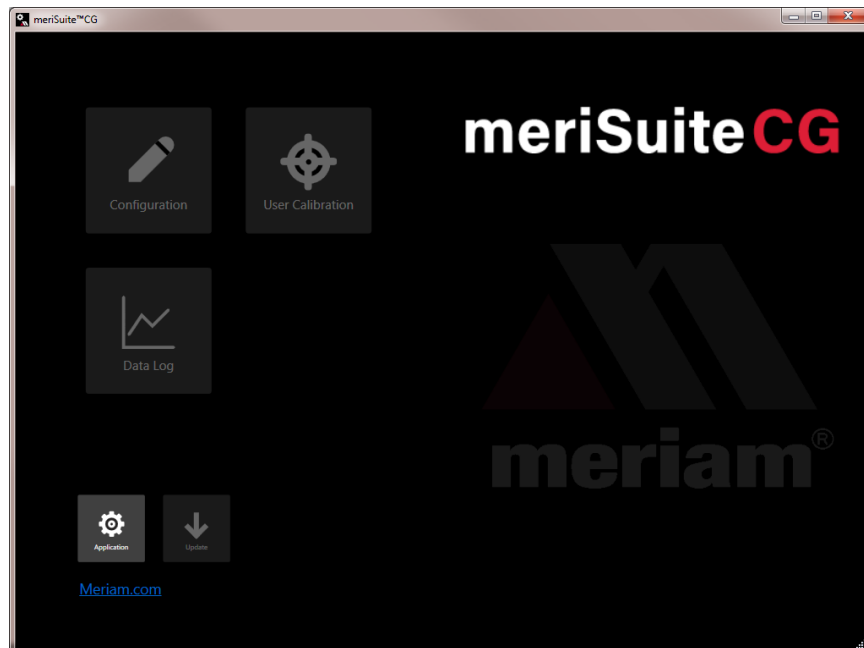 meriSuite™CG
meriSuite CG
Configuration
User Calibration
Data Log
meriam®
Application
Update
Meriam.com